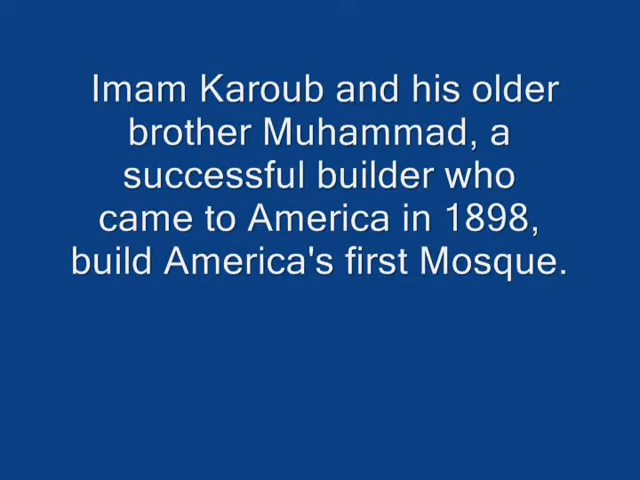 Imam Karoub and his older
brother Muhammad, a
successful builder who
came to America in 1898,
build America's first Mosque.